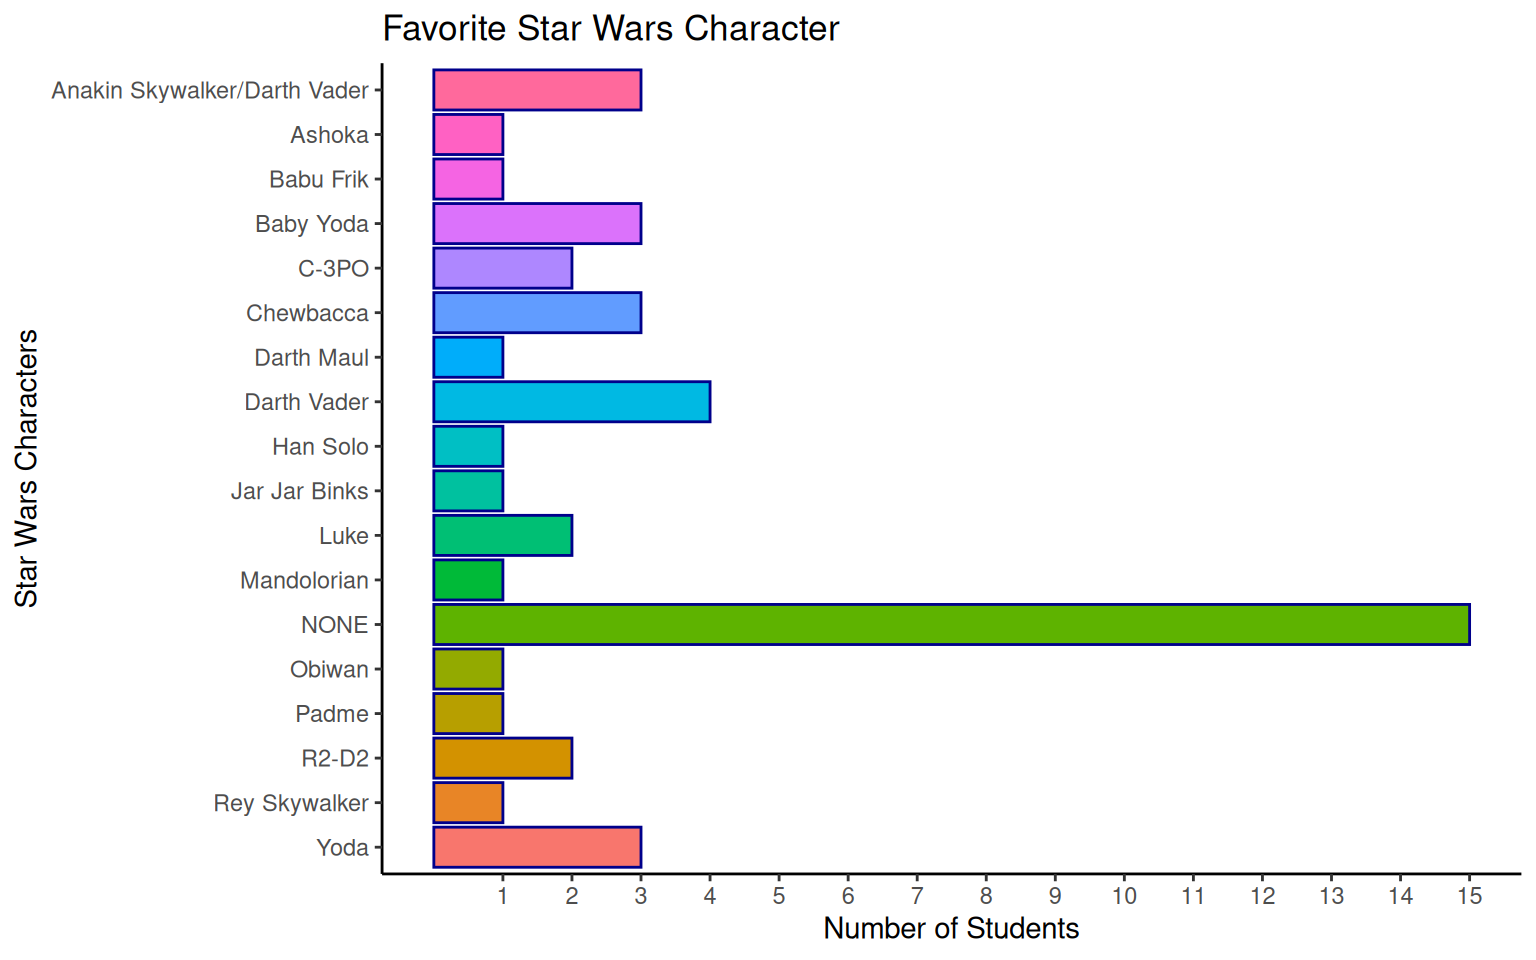 Favorite Star Wars Character
Anakin Skywalker/Darth Vader
Ashoka
Babu Frik
Baby Yoda
C-3PO
Chewbacca
Darth Maul
Darth Vader
Han Solo
Jar Jar Binks
Luke
Mandolorian
NONE
Obiwan
Padme
R2-D2
Rey Skywalker
Yoda
Star Wars Characters
1 2 3 4 5 6 7 8 9 10 11 12 13 14 15
Number of Students